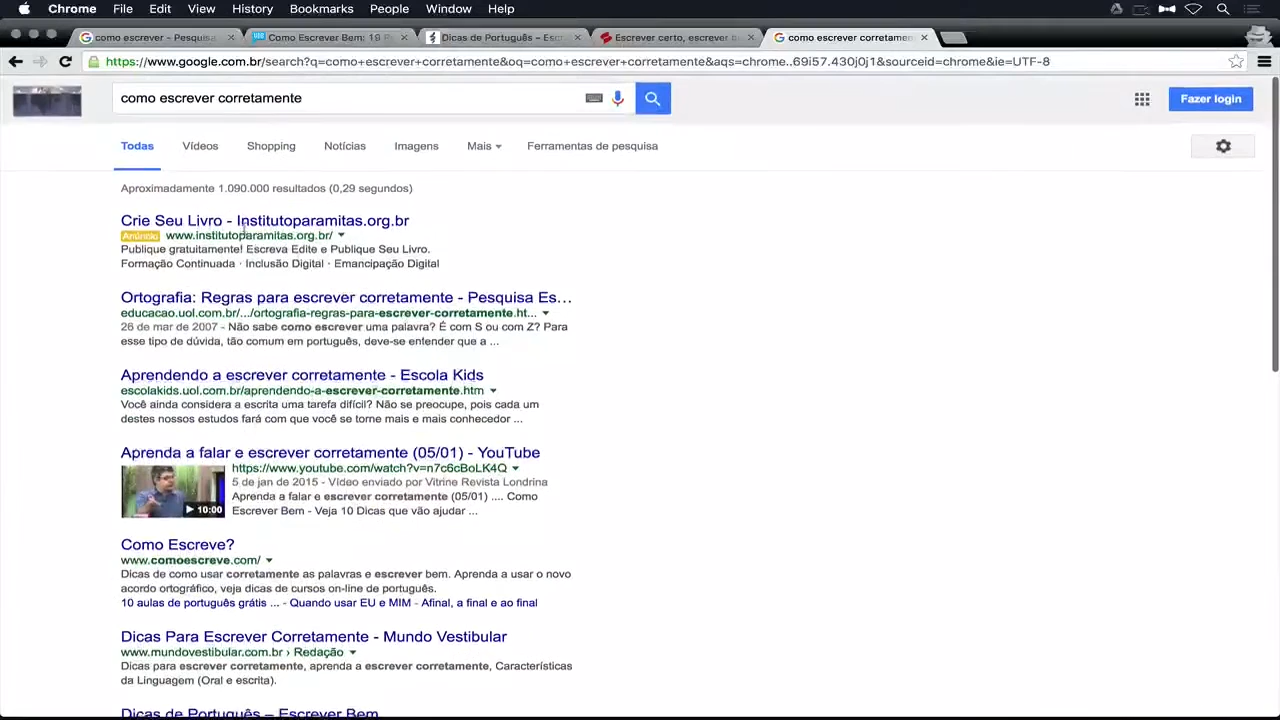 Chrome File Edit View History Bookmarks People Window Help
como escrever - Pesquisa Como Escrever Bem: 19 Dicas de Português – Escrever certo, escrever b como escrever corretamen
https://www.google.com.br/search?q=como+escrever+corretamente&oq=como+escrever+corretamente&aqs=chrome..69i57.430j0j1&sourceid=chrome&ie=UTF-8
como escrever corretamente
Fazer login
Todas Vídeos Shopping Notícias Imagens Mais Ferramentas de pesquisa
Aproximadamente 1.090.000 resultados (0,29 segundos)
Crie Seu Livro - Institutoparamitas.org.br
Anúncio www.institutoparamitas.org.br/
Publique gratuitamente! Escreva Edite e Publique Seu Livro.
Formação Continuada · Inclusão Digital · Emancipação Digital
Ortografia: Regras para escrever corretamente - Pesquisa Es...
educacao.uol.com.br/.../ortografia-regras-para-escrever-corretamente.ht...
26 de mar de 2007 - Não sabe como escrever uma palavra? É com S ou com Z? Para
esse tipo de dúvida, tão comum em português, deve-se entender que a ...
Aprendendo a escrever corretamente - Escola Kids
escolakids.uol.com.br/aprendendo-a-escrever-corretamente.htm
Você ainda considera a escrita uma tarefa difícil? Não se preocupe, pois cada um
destes nossos estudos fará com que você se torne mais e mais conhecedor ...
Aprenda a falar e escrever corretamente (05/01) - YouTube
https://www.youtube.com/watch?v=n7c6cBoLK4Q
5 de jan de 2015 - Vídeo enviado por Vitrine Revista Londrina
Aprenda a falar e escrever corretamente (05/01) .... Como
10:00
Escrever Bem - Veja 10 Dicas que vão ajudar ...
Como Escreve?
www.comoescreve.com/
Dicas de como usar corretamente as palavras e escrever bem. Aprenda a usar o novo
acordo ortográfico, veja dicas de cursos on-line de português.
10 aulas de português grátis ... - Quando usar EU e MIM - Afinal, a final e ao final
Dicas Para Escrever Corretamente - Mundo Vestibular
www.mundovestibular.com.br › Redação
Dicas para escrever corretamente, aprenda a escrever corretamente, Características
da Linguagem (Oral e escrita).
Dicas de Português – Escrever Bem